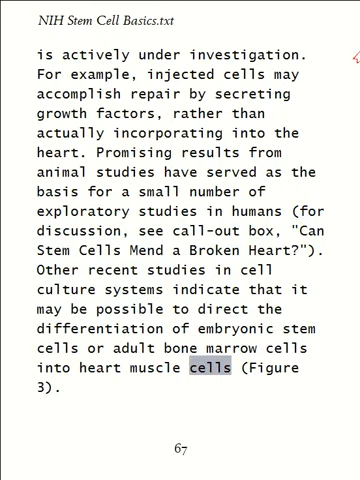 NIH Stem Cell Basics.txt
is actively under investigation.
For example, injected cells may
accomplish repair by secreting
growth factors, rather than
actually incorporating into the
heart. Promising results from
animal studies have served as the
basis for a small number of
exploratory studies in humans (for
discussion, see call-out box, "Can
Stem Cells Mend a Broken Heart?").
Other recent studies in cell
culture systems indicate that it
may be possible to direct the
differentiation of embryonic stem
cells or adult bone marrow cells
into heart muscle cells (Figure
3).
67